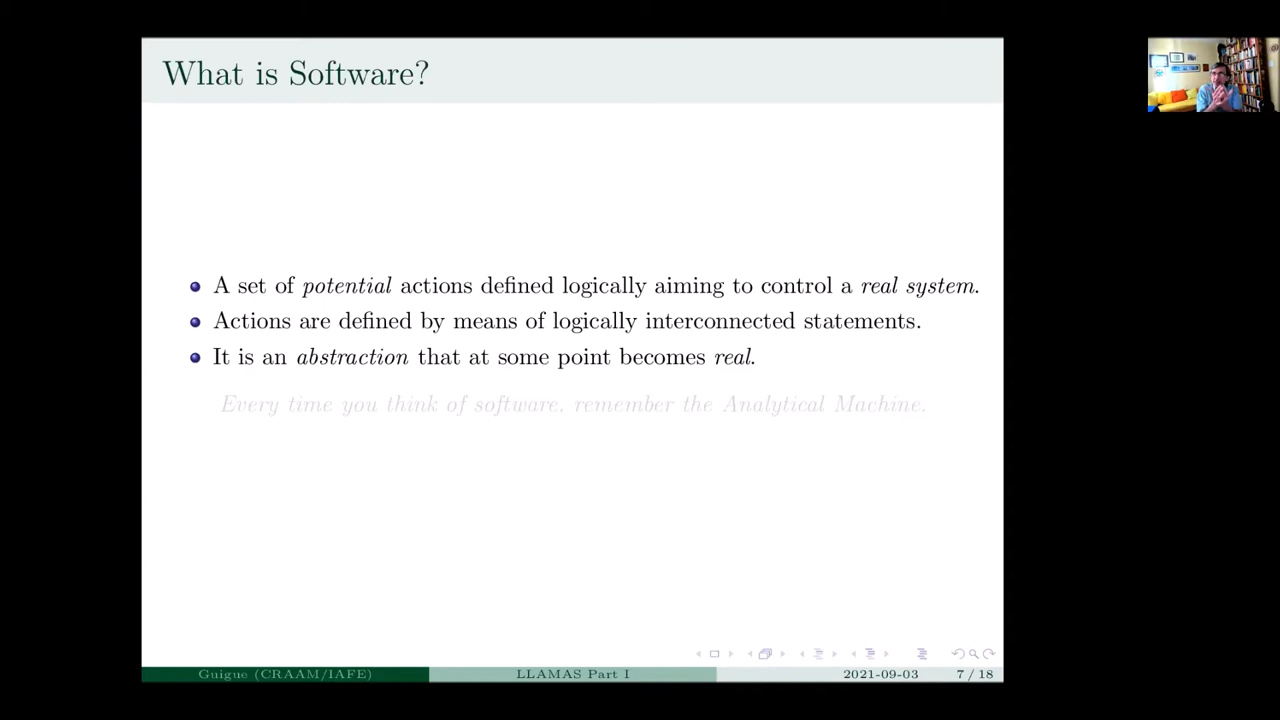 What is Software?
A set of potential actions defined logically aiming to control a real system.
Actions are defined by means of logically interconnected statements.
It is an abstraction that at some point becomes real.
Every time you think of software, remember the Analytical Machine.
Guigue (CRAAM/IAFE) LLAMAS Part I 2021-09-03 7 / 18